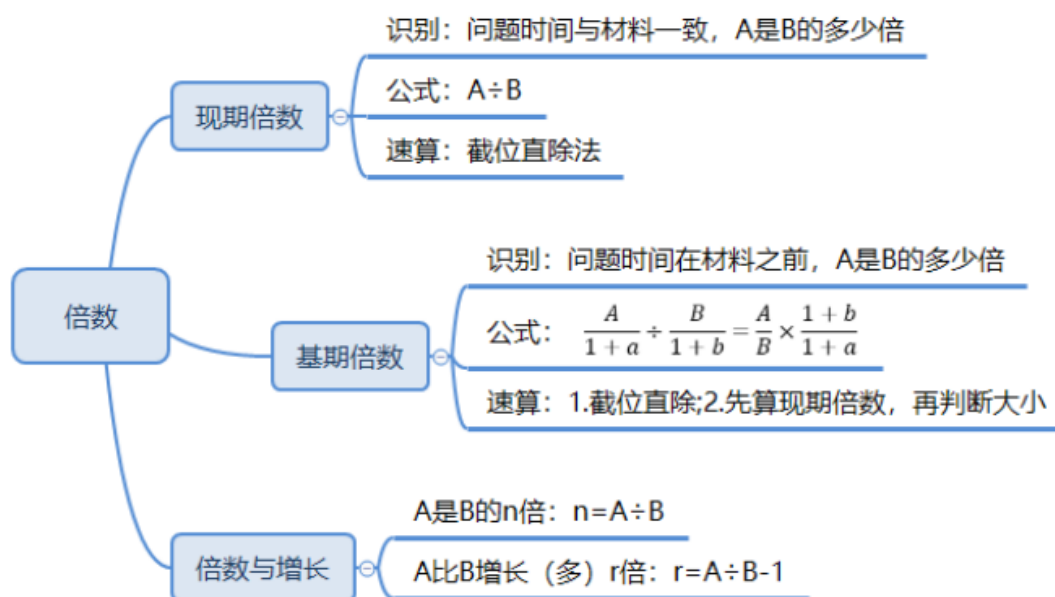 识别：问题时间与材料一致，A是B的多少倍
公式：A÷B
现期倍数
速算：截位直除法
倍数
识别：问题时间在材料之前，A是B的多少倍
公式：\frac{A}{1+a} ÷ \frac{B}{1+b} = \frac{A}{B} × \frac{1+b}{1+a}
基期倍数
速算：1.截位直除;2.先算现期倍数，再判断大小
A是B的n倍：n=A÷B
倍数与增长
A比B增长（多）r倍：r=A÷B-1